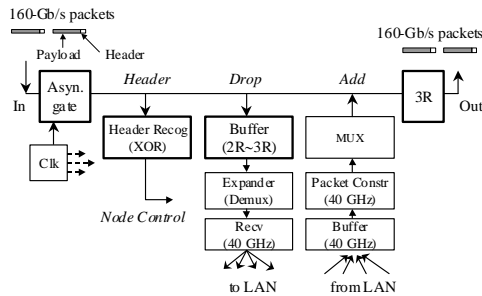 160-Gb/s packets
160-Gb/s packets
Payload
Header
In
Asyn. gate
Header
Drop
Add
3R
Out
Clk
Header Recog
(XOR)
Buffer
(2R~3R)
MUX
Expander
(Demux)
Packet Constr
(40 GHz)
Node Control
Recv
(40 GHz)
Buffer
(40 GHz)
to LAN
from LAN